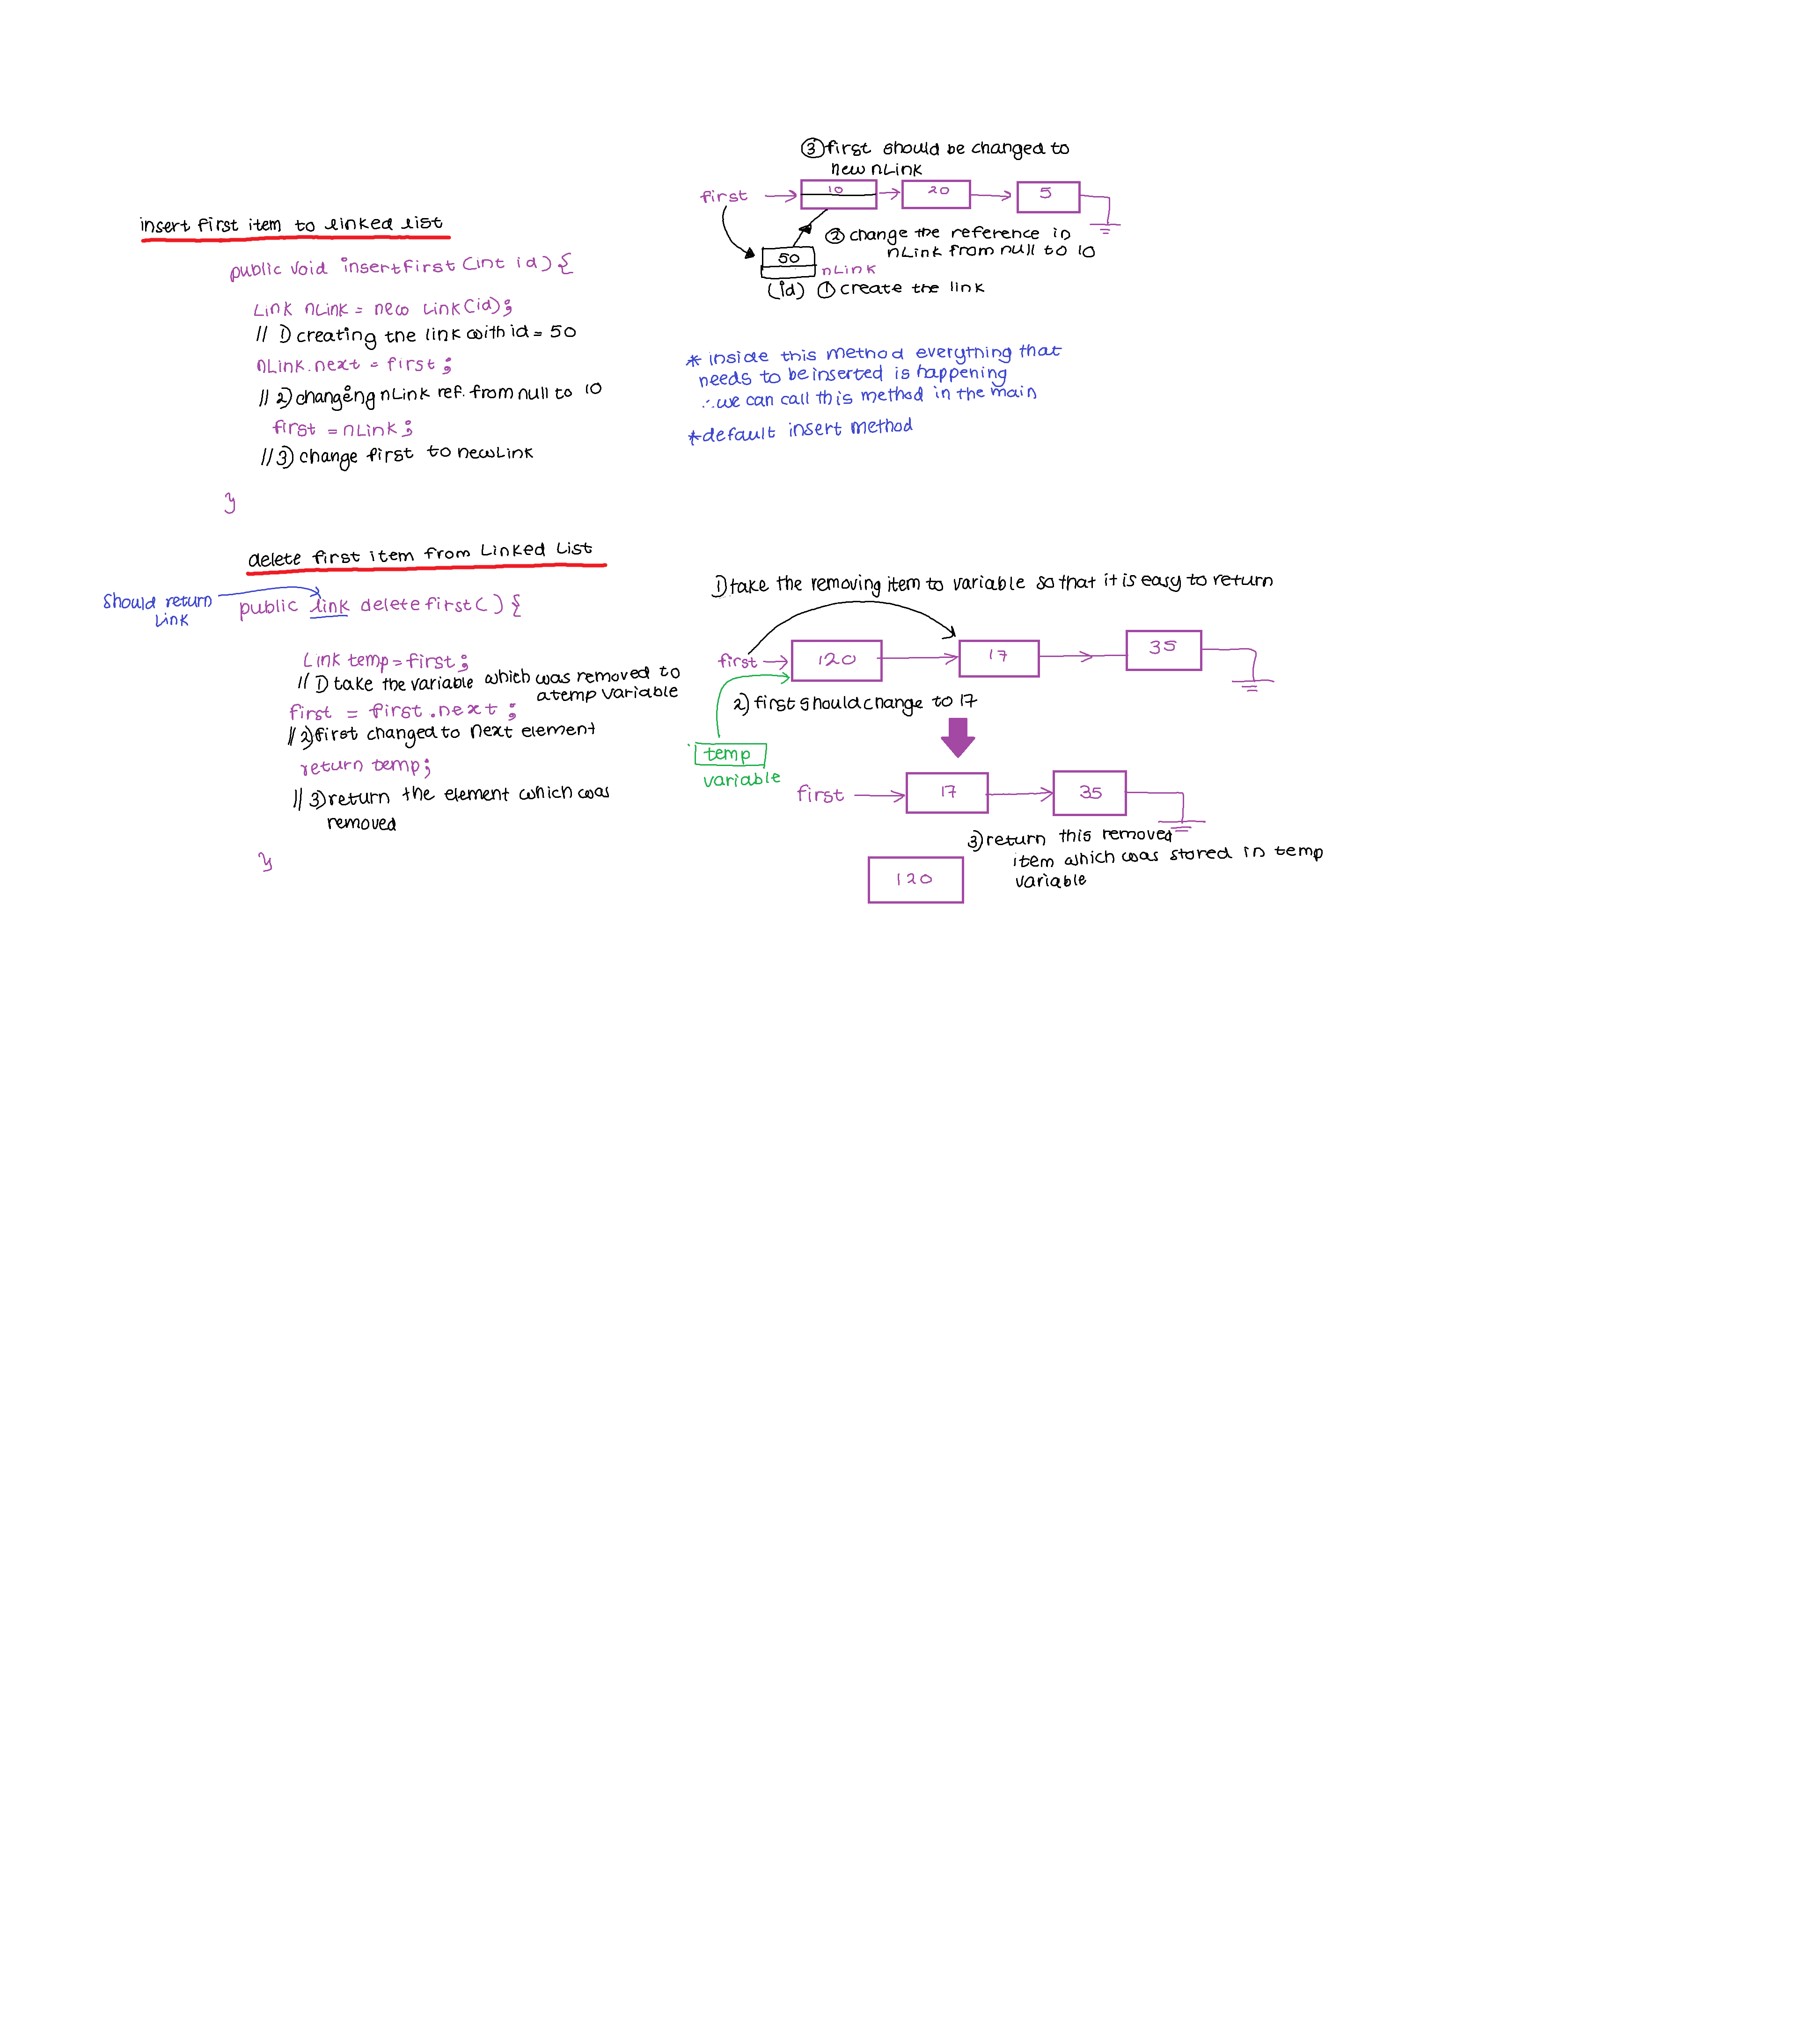 insert first item to linked list
public void insertFirst(int id){
Link nLink = new Link(id);
// 1) creating the link with id = 50
nLink.next = first;
// 2) changing nLink ref. from null to 10
first = nLink;
// 3) change first to newLink
}
③ first should be changed to
new nLink
first
10
20
5
② change the reference in
nLink from null to 10
50
nLink
(id) ① create the link
* inside this method everything that
needs to be inserted is happening
∴ we can call this method in the main
* default insert method
delete first item from Linked List
Should return
Link
public link deletefirst( ) {
Link temp = first;
// 1) take the variable which was removed to
a temp variable
first = first.next;
// 2) first changed to next element
return temp;
// 3) return the element which was
removed
}
1) take the removing item to variable so that it is easy to return
first
120
17
35
2) first should change to 17
temp
variable
first
17
35
3) return this removed
item which was stored in temp
variable
120